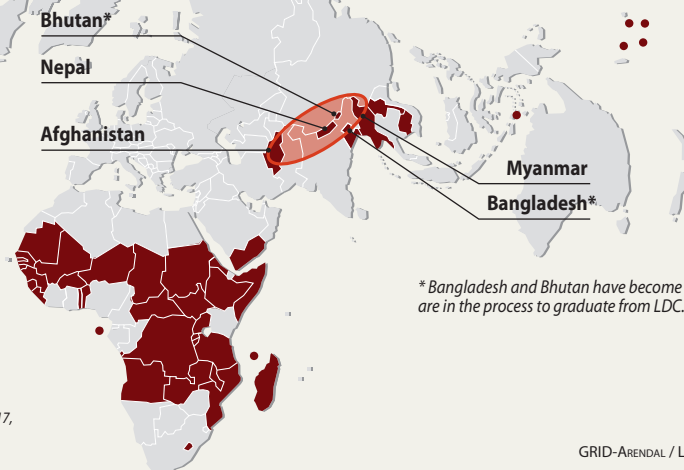 Bhutan*
Nepal
Afghanistan
Myanmar
Bangladesh*
* Bangladesh and Bhutan have become
are in the process to graduate from LDC.
7,
GRID-ARENDAL / L